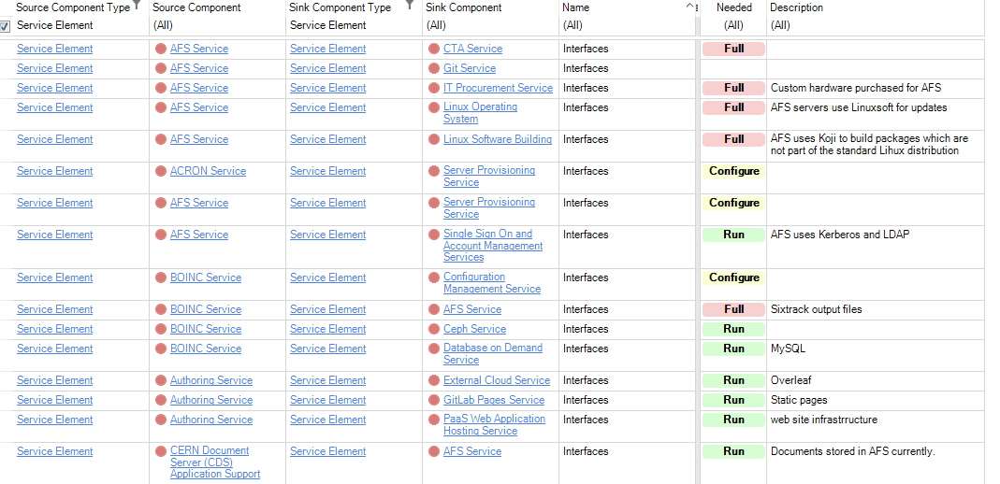 Source Component Type Source Component Sink Component Type Sink Component Name Needed Description
Service Element (All) Service Element (All) (All) (All) (All)
Service Element AFS Service Service Element CTA Service Interfaces Full
Service Element AFS Service Service Element Git Service Interfaces
Service Element AFS Service Service Element IT Procurement Service Interfaces Full Custom hardware purchased for AFS
Service Element AFS Service Service Element Linux Operating Interfaces Full AFS servers use Linuxsoft for updates
System
Service Element AFS Service Service Element Linux Software Building Interfaces Full AFS uses Koji to build packages which are
not part of the standard Lihux distribution
Service Element ACRON Service Service Element Server Provisioning Interfaces Configure
Service
Service Element AFS Service Service Element Server Provisioning Interfaces Configure
Service
Service Element AFS Service Service Element Single Sign On and Interfaces Run AFS uses Kerberos and LDAP
Account Management
Services
Service Element BOINC Service Service Element Configuration Interfaces Configure
Management Service
Service Element BOINC Service Service Element AFS Service Interfaces Full Sixtrack output files
Service Element BOINC Service Service Element Ceph Service Interfaces Run
Service Element BOINC Service Service Element Database on Demand Interfaces Run MySQL
Service
Service Element Authoring Service Service Element External Cloud Service Interfaces Run Overleaf
Service Element Authoring Service Service Element GitLab Pages Service Interfaces Run Static pages
Service Element Authoring Service Service Element PaaS Web Application Interfaces Run web site infrastrructure
Hosting Service
Service Element CERN Document Service Element AFS Service Interfaces Run Documents stored in AFS currently.
Server (CDS)
Application Support